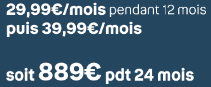 29,99€/mois pendant 12 mois
puis 39,99€/mois
soit 889€ pdt 24 mois